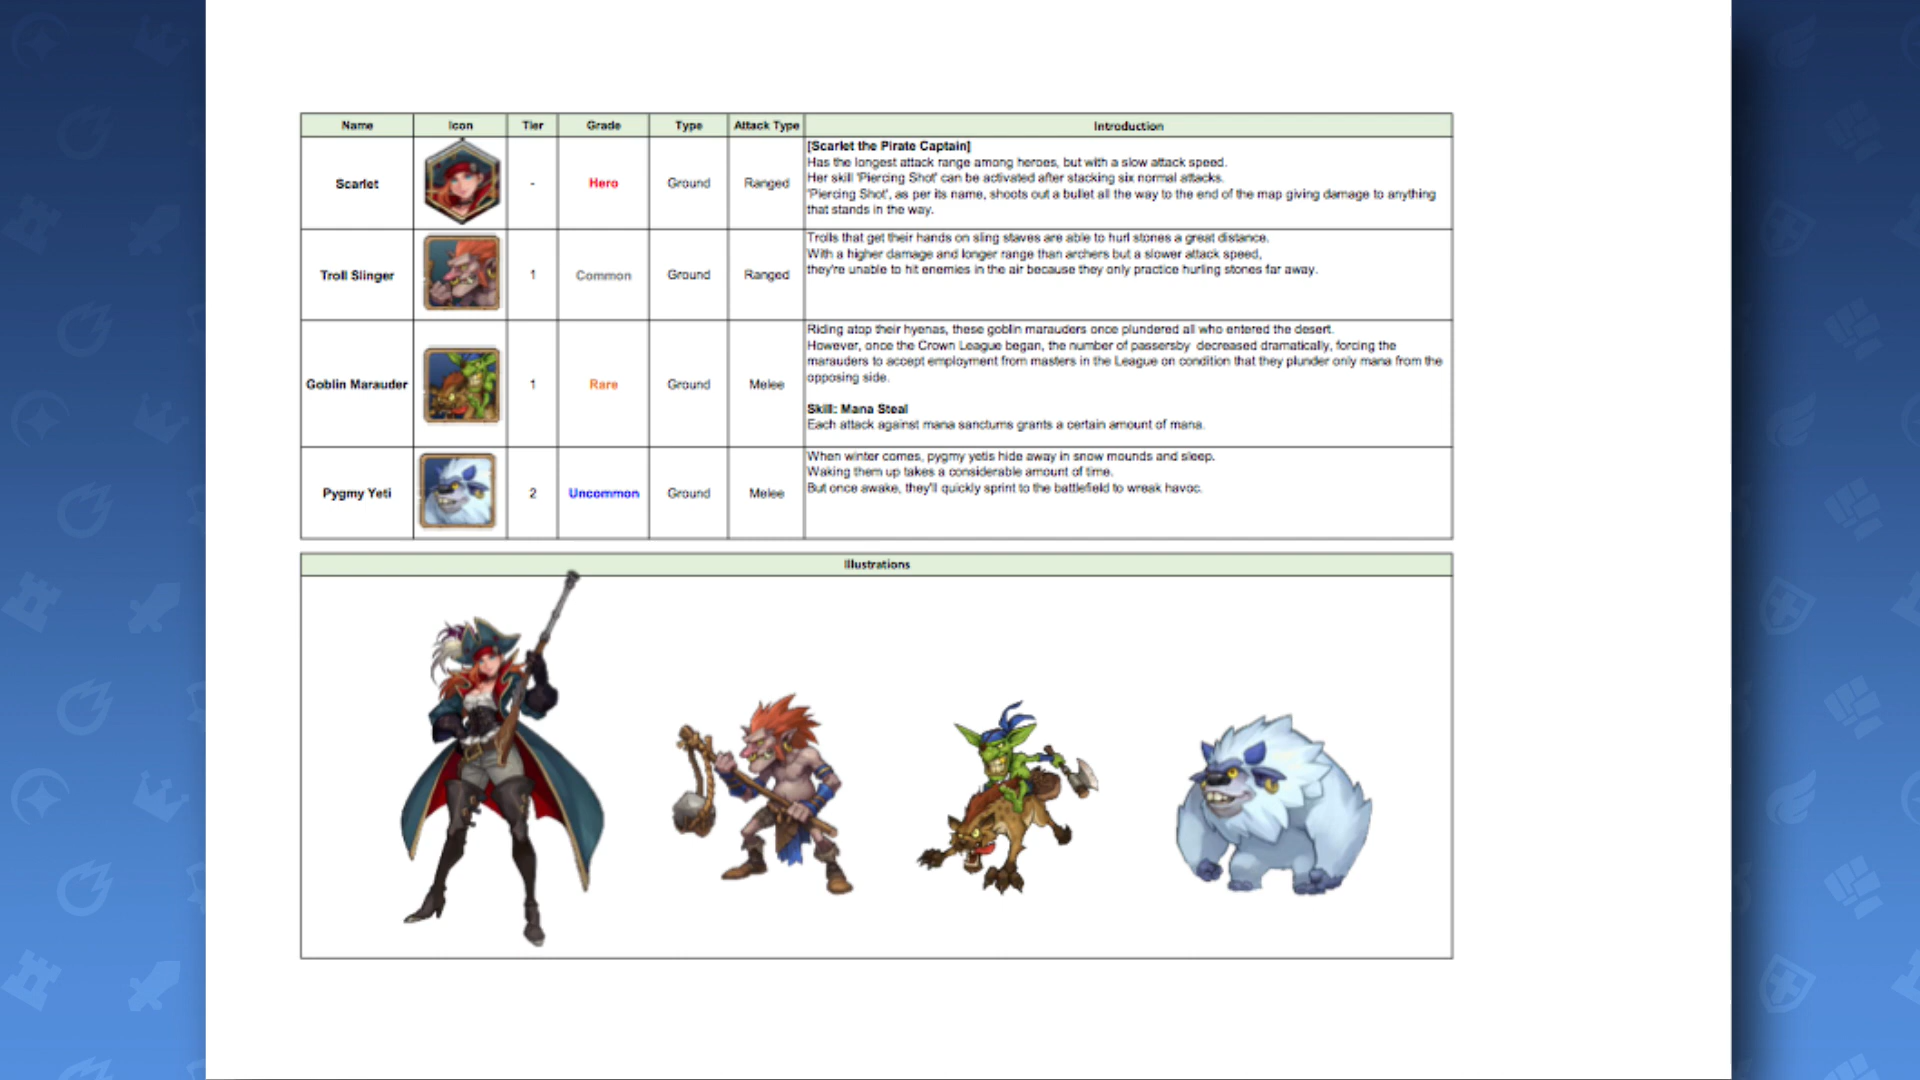 Name Icon Tier Grade Type Attack Type Introduction
Scarlet - Hero Ground Ranged
[Scarlet the Pirate Captain]
Has the longest attack range among heroes, but with a slow attack speed.
Her skill 'Piercing Shot' can be activated after stacking six normal attacks.
'Piercing Shot', as per its name, shoots out a bullet all the way to the end of the map giving damage to anything
that stands in the way.
Troll Slinger 1 Common Ground Ranged
Trolls that get their hands on sling staves are able to hurl stones a great distance.
With a higher damage and longer range than archers but a slower attack speed,
they're unable to hit enemies in the air because they only practice hurling stones far away.
Goblin Marauder 1 Rare Ground Melee
Riding atop their hyenas, these goblin marauders once plundered all who entered the desert.
However, once the Crown League began, the number of passersby decreased dramatically, forcing the
marauders to accept employment from masters in the League on condition that they plunder only mana from the
opposing side.
Skill: Mana Steal
Each attack against mana sanctums grants a certain amount of mana.
Pygmy Yeti 2 Uncommon Ground Melee
When winter comes, pygmy yetis hide away in snow mounds and sleep.
Waking them up takes a considerable amount of time.
But once awake, they'll quickly sprint to the battlefield to wreak havoc.
Illustrations